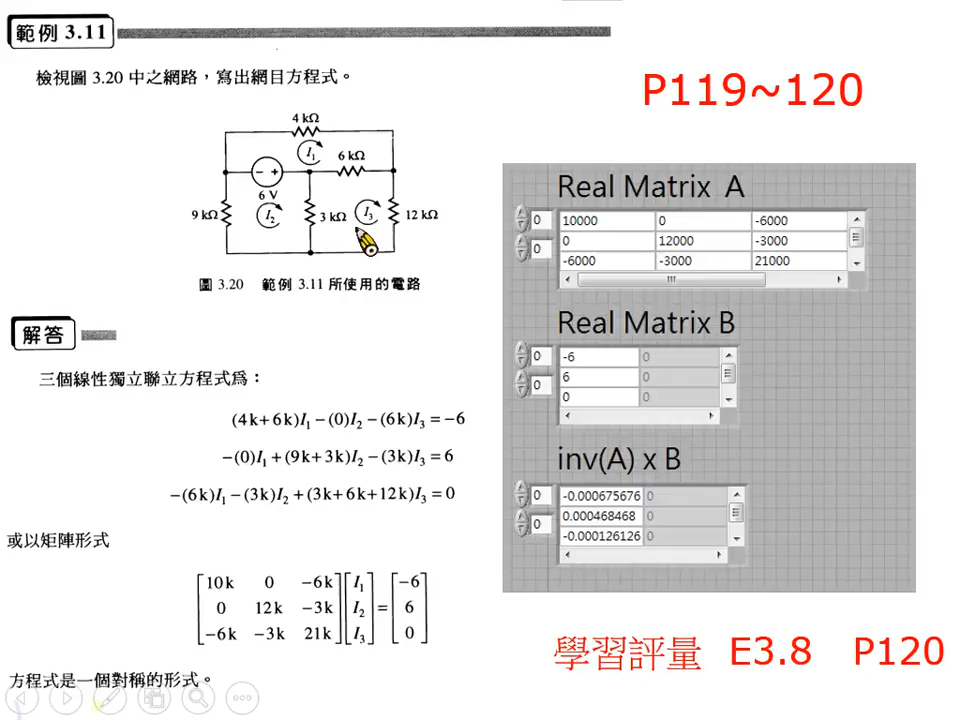 範例 3.11
檢視圖 3.20 中之網路，寫出網目方程式。
P119~120
4 kΩ
I₁
6 kΩ
− +
6 V
9 kΩ
I₂
3 kΩ
I₃
12 kΩ
圖 3.20 範例 3.11 所使用的電路
解答
三個線性獨立聯立方程式為：
(4k+6k)I₁−(0)I₂−(6k)I₃=−6
−(0)I₁+(9k+3k)I₂−(3k)I₃=6
−(6k)I₁−(3k)I₂+(3k+6k+12k)I₃=0
或以矩陣形式
10k 0 −6k I₁ −6
0 12k −3k I₂ = 6
−6k −3k 21k I₃ 0
方程式是一個對稱的形式。
Real Matrix A
0 10000 0 -6000
0 0 12000 -3000
-6000 -3000 21000
Real Matrix B
0 -6 0
0 6 0
0 0
inv(A) x B
0 -0.000675676 0
0 0.000468468 0
-0.000126126 0
學習評量 E3.8 P120